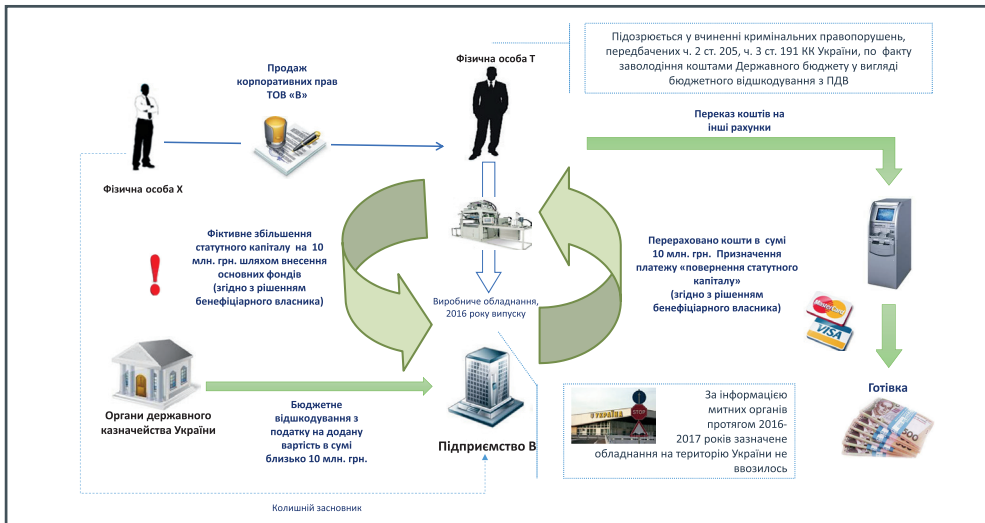 Підозрюється у вчиненні кримінальних правопорушень,
передбачених ч. 2 ст. 205, ч. 3 ст. 191 КК України, по факту
заволодіння коштами Державного бюджету у вигляді
бюджетного відшкодування з ПДВ
Фізична особа Т
Продаж
корпоративних прав
ТОВ «В»
Переказ коштів на
інші рахунки
Фізична особа Х
Фіктивне збільшення
статутного капіталу на 10
млн. грн. шляхом внесення
основних фондів
(згідно з рішенням
бенефіціарного власника)
Перераховано кошти в сумі
10 млн. грн. Призначення
платежу «повернення статутного
капіталу»
(згідно з рішенням
бенефіціарного власника)
Виробниче обладнання,
2016 року випуску
MasterCard
VISA
Органи державного
казначейства України
Бюджетне
відшкодування з
податку на додану
вартість в сумі
близько 10 млн. грн.
Підприємство В
УКРАЇНА
STOP
За інформацією
митних органів
протягом 2016-
2017 років зазначене
обладнання на територію України не
ввозилось
Готівка
Колишній засновник